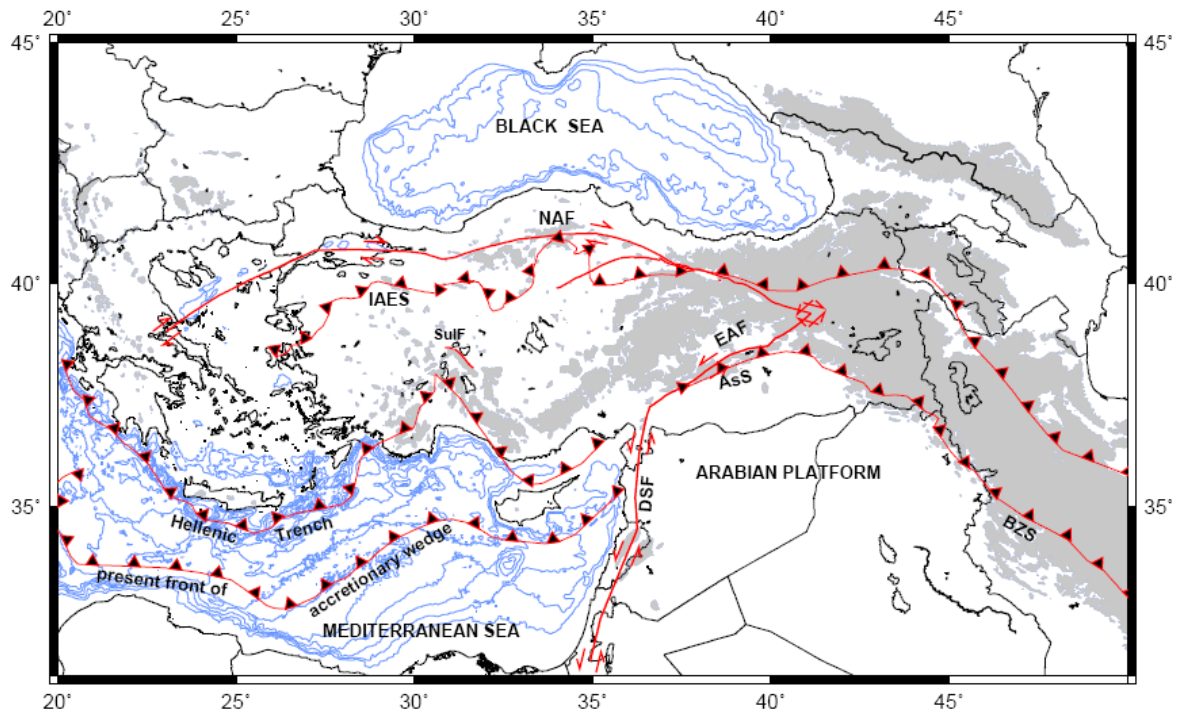 20° 25° 30° 35° 40° 45°
45° 45°
BLACK SEA
NAF
40° 40°
IAES
SulF
EAF
AsS
ARABIAN PLATFORM
DSF
35° 35°
Hellenic Trench
BZS
present front of accretionary wedge
MEDITERRANEAN SEA
20° 25° 30° 35° 40° 45°